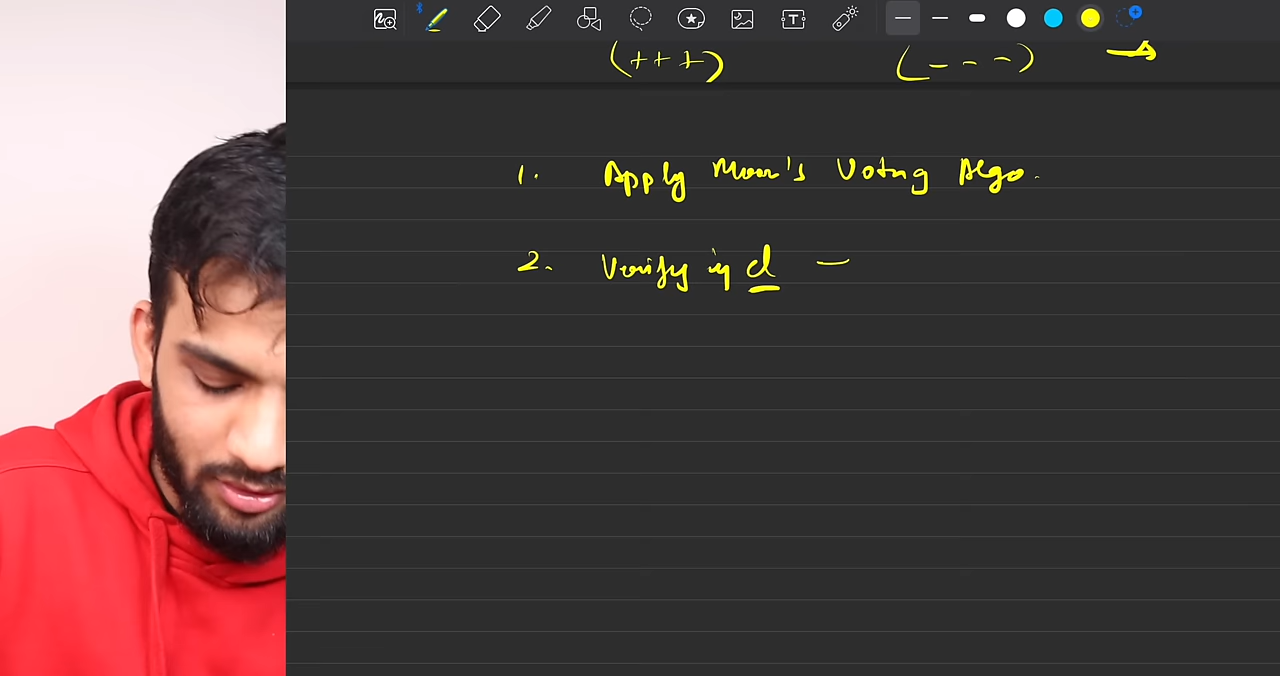 (+++) (---) →
1. Apply Moore's Voting Algo.
2. Verify if el —